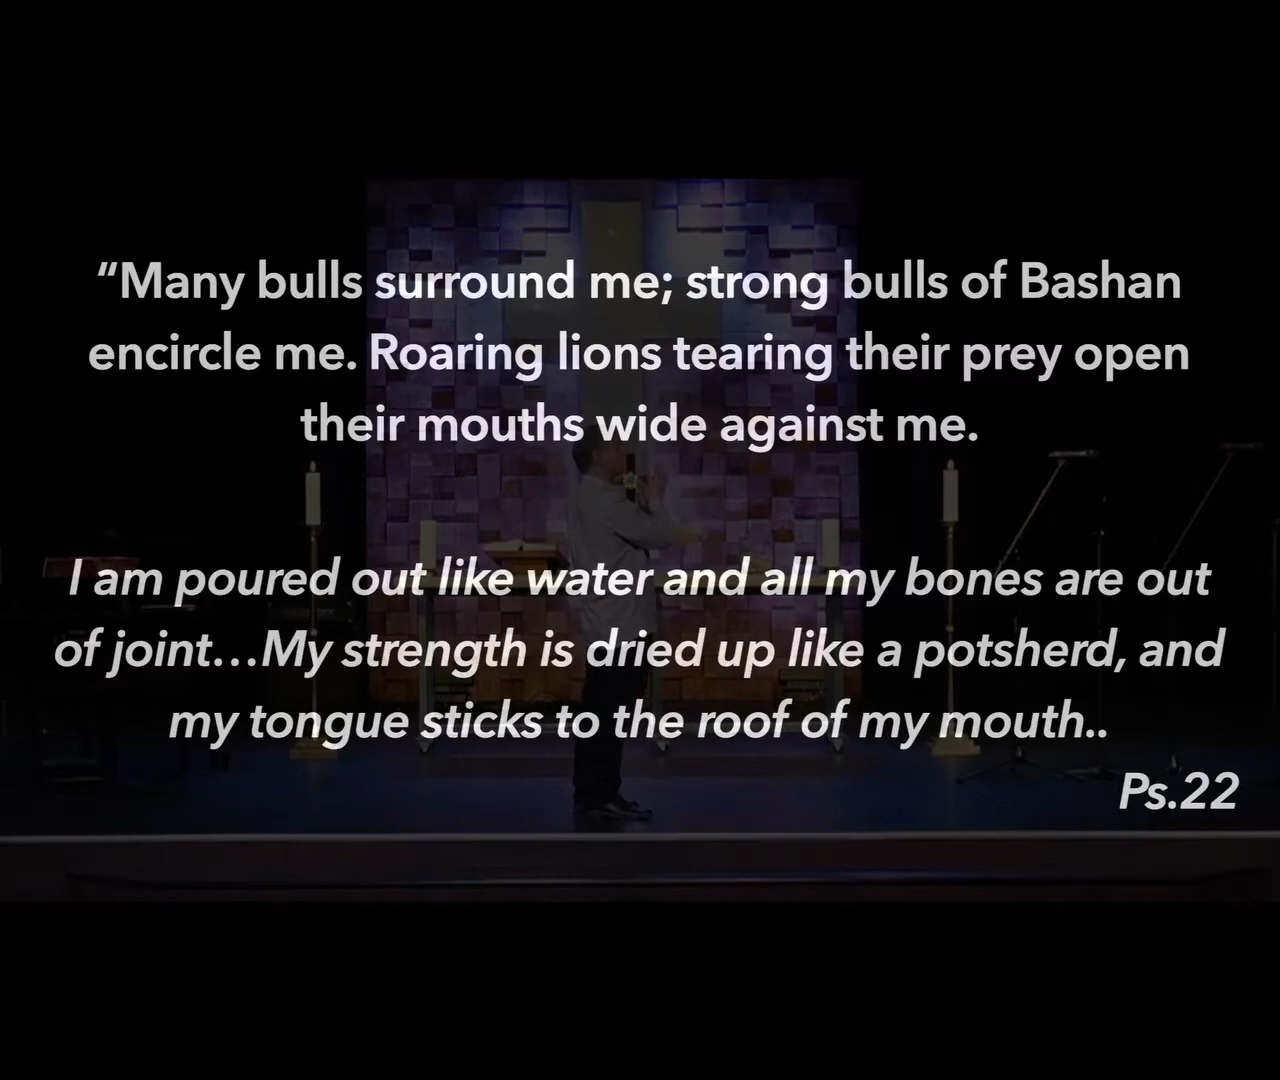 “Many bulls surround me; strong bulls of Bashan
encircle me. Roaring lions tearing their prey open
their mouths wide against me.
I am poured out like water and all my bones are out
of joint…My strength is dried up like a potsherd, and
my tongue sticks to the roof of my mouth..
Ps.22